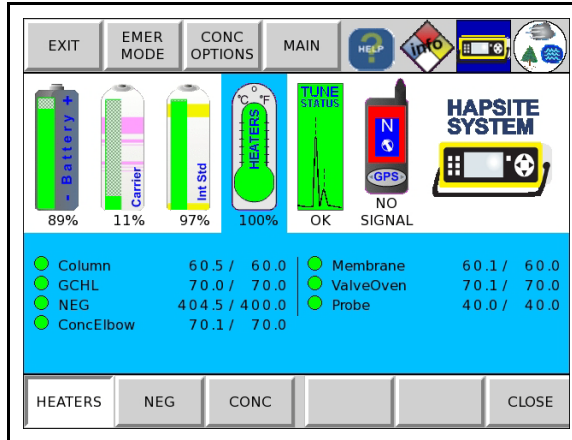 EXIT
EMER
MODE
CONC
OPTIONS
MAIN
HELP
info
- Battery +
Carrier
Int Std
°C °F
HEATERS
TUNE
STATUS
N
GPS
HAPSITE
SYSTEM
89%
11%
97%
100%
OK
NO
SIGNAL
Column 60.5 / 60.0
Membrane 60.1 / 60.0
GCHL 70.0 / 70.0
ValveOven 70.1 / 70.0
NEG 404.5 / 400.0
Probe 40.0 / 40.0
ConcElbow 70.1 / 70.0
HEATERS
NEG
CONC
CLOSE